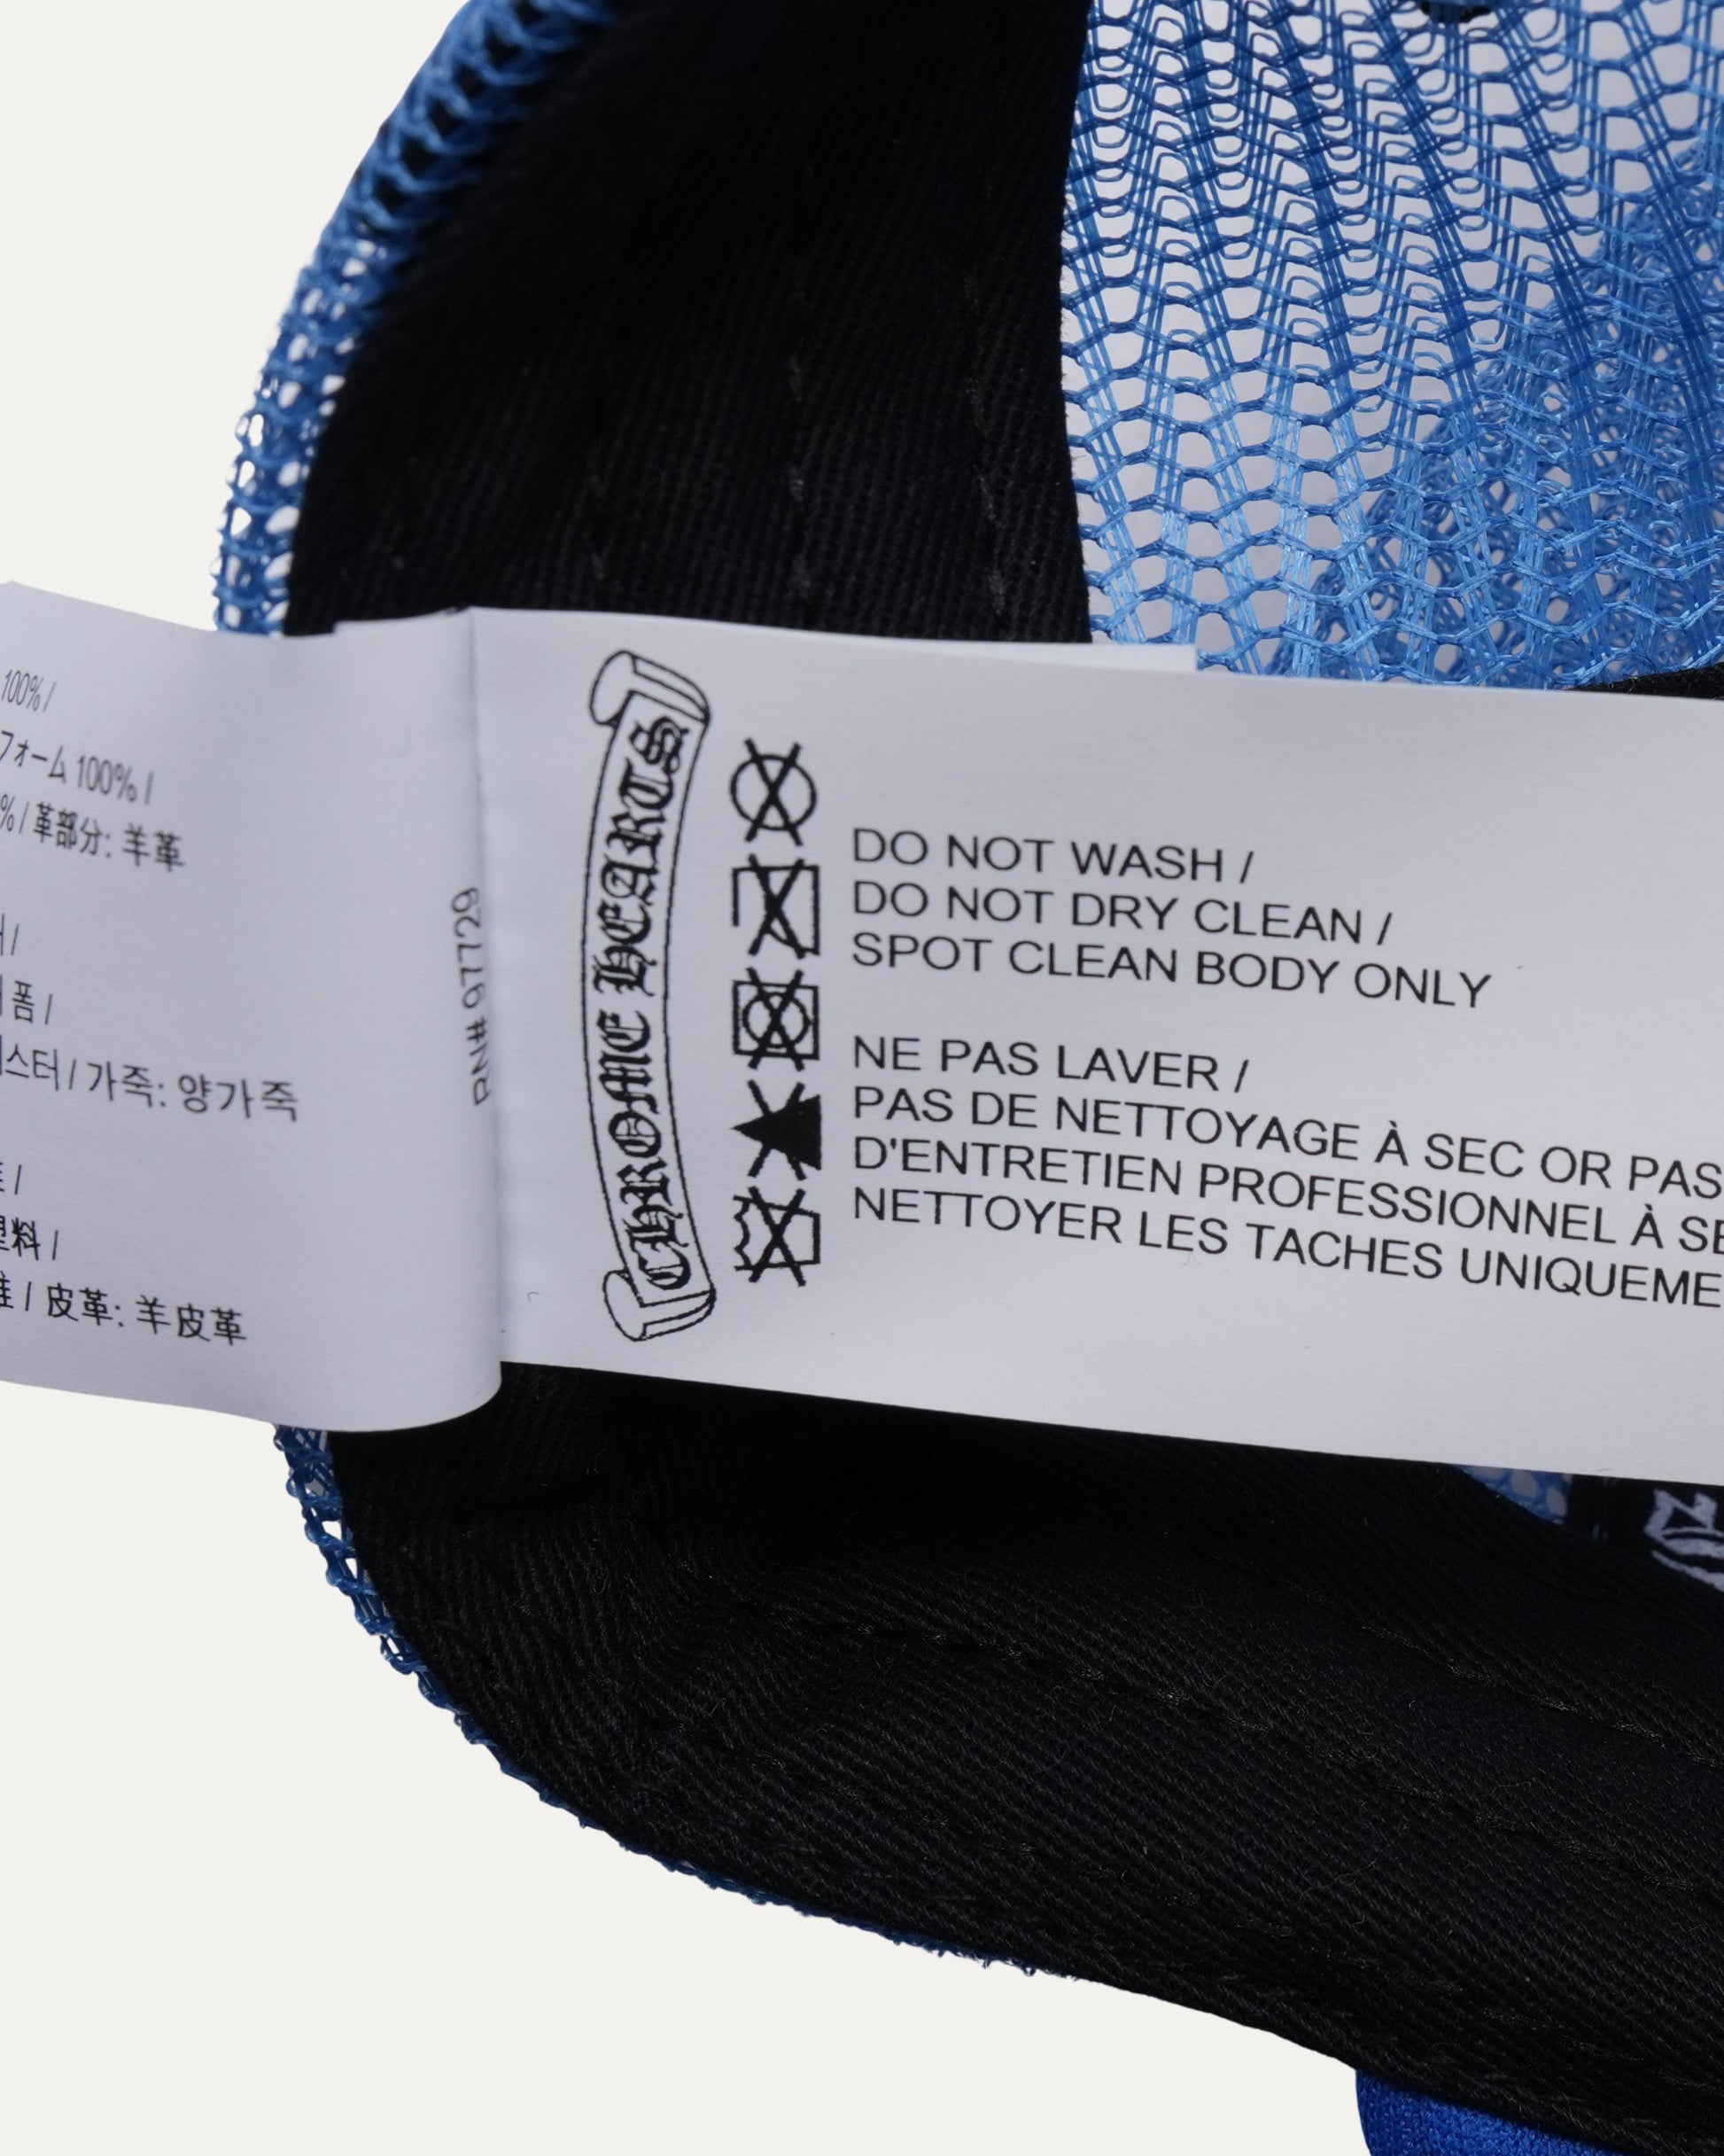 100% /
フォーム 100% /
% / 革部分: 羊革
/
폼 /
스터 / 가죽: 양가죽
/
料 /
/ 皮革: 羊皮革
RN# 97729
CHROME HEARTS
DO NOT WASH /
DO NOT DRY CLEAN /
SPOT CLEAN BODY ONLY
NE PAS LAVER /
PAS DE NETTOYAGE À SEC OR PAS
D'ENTRETIEN PROFESSIONNEL À SE
NETTOYER LES TACHES UNIQUEME